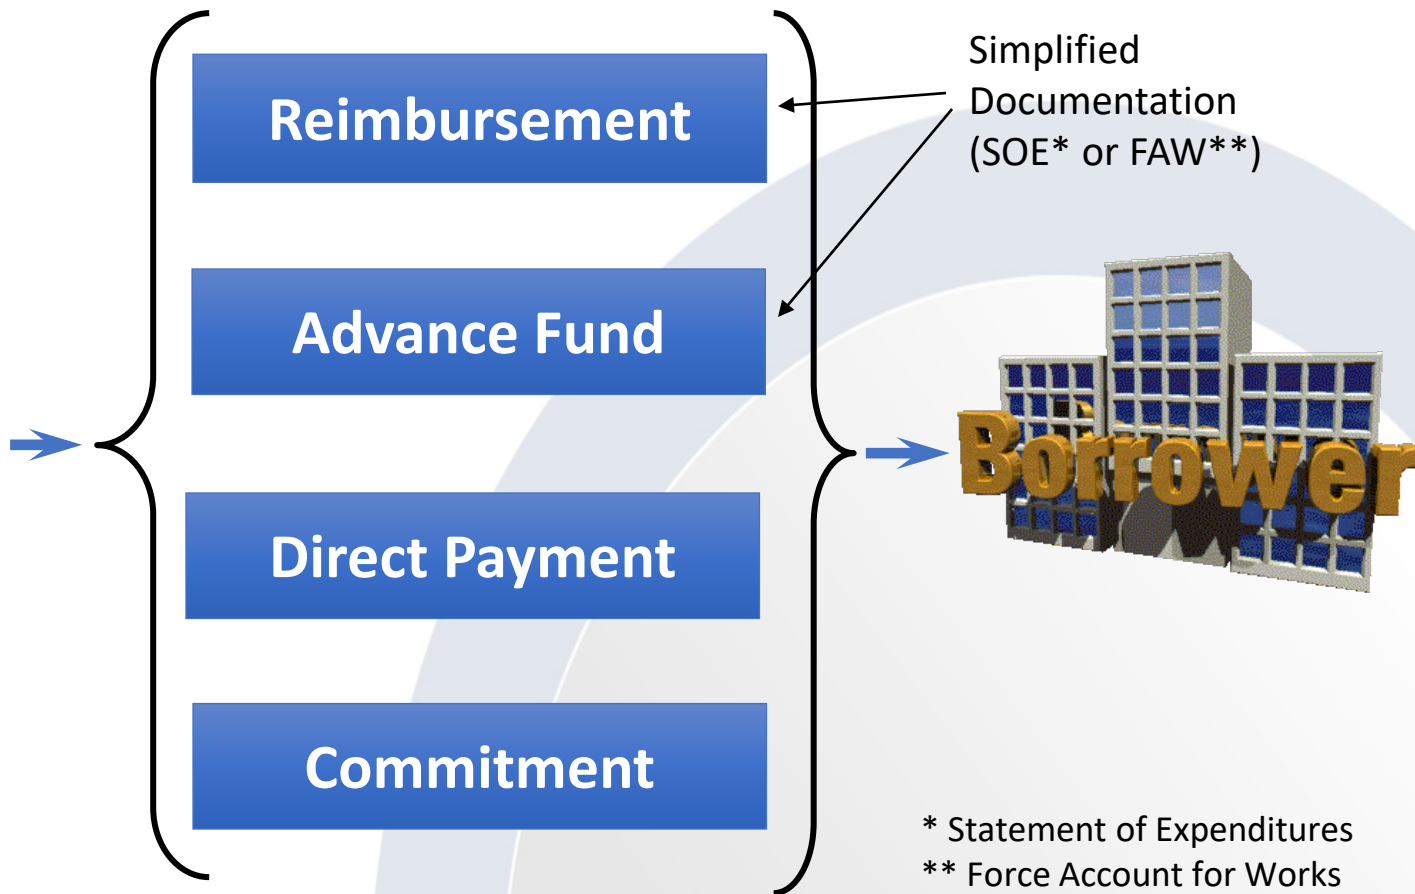 Reimbursement
Simplified
Documentation
(SOE* or FAW**)
Advance Fund
Borrower
Direct Payment
Commitment
* Statement of Expenditures
** Force Account for Works